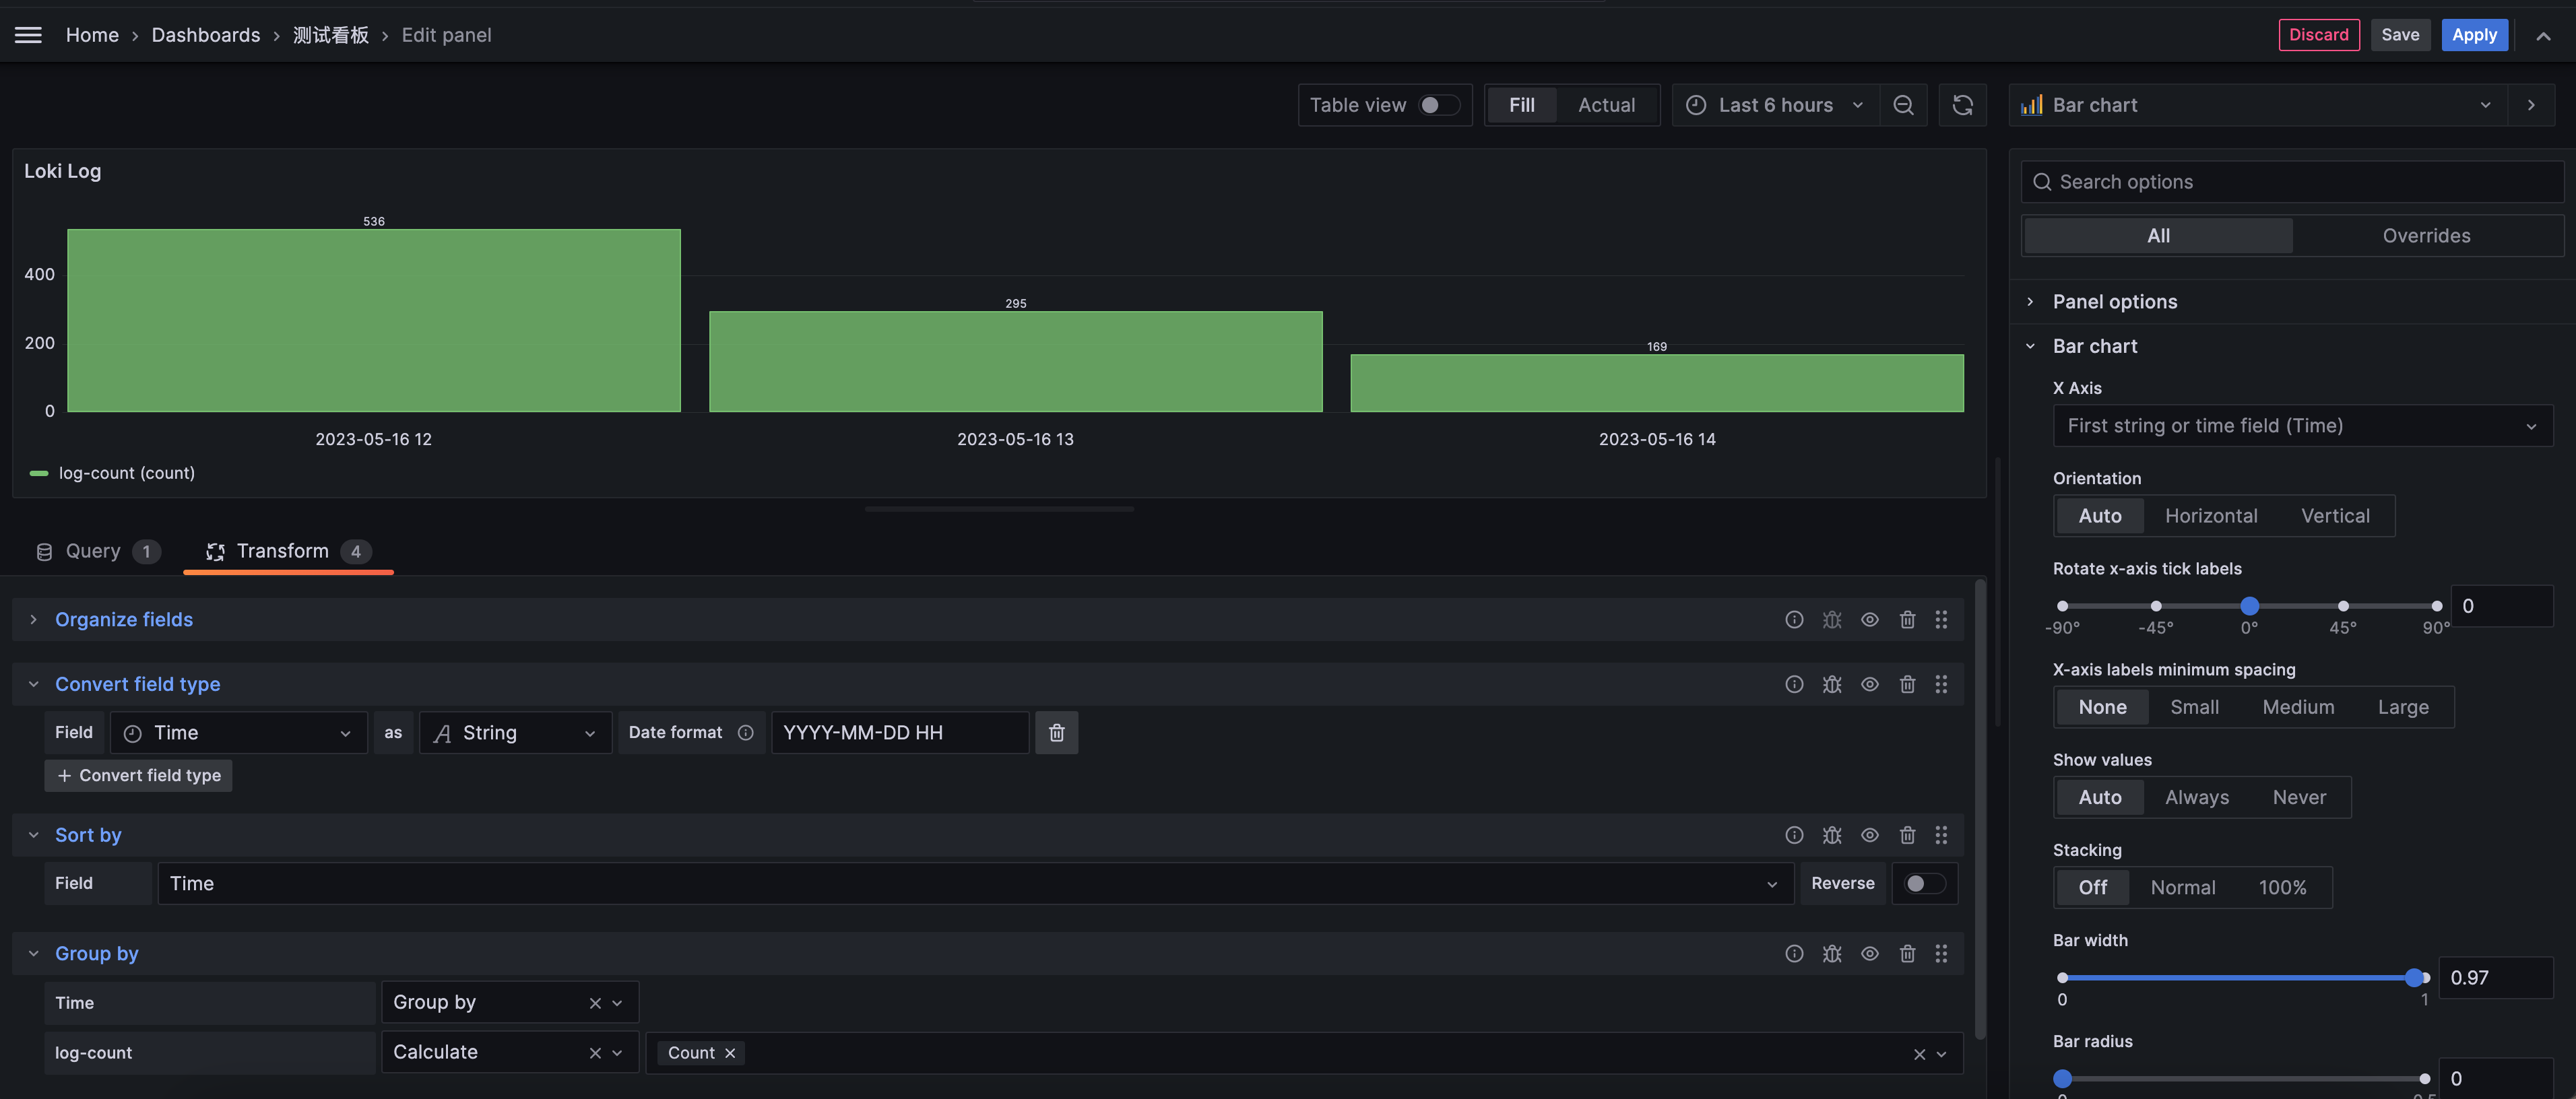 Home › Dashboards › 测试看板 › Edit panel
Discard Save Apply
Table view Fill Actual Last 6 hours Bar chart
Loki Log
536
295
169
400
200
0
2023-05-16 12 2023-05-16 13 2023-05-16 14
log-count (count)
Query 1 Transform 4
Organize fields
Convert field type
Field Time as String Date format YYYY-MM-DD HH
+ Convert field type
Sort by
Field Time Reverse
Group by
Time Group by
log-count Calculate Count
Search options
All Overrides
Panel options
Bar chart
X Axis
First string or time field (Time)
Orientation
Auto Horizontal Vertical
Rotate x-axis tick labels
0
-90° -45° 0° 45° 90°
X-axis labels minimum spacing
None Small Medium Large
Show values
Auto Always Never
Stacking
Off Normal 100%
Bar width
0.97
0 1
Bar radius
0